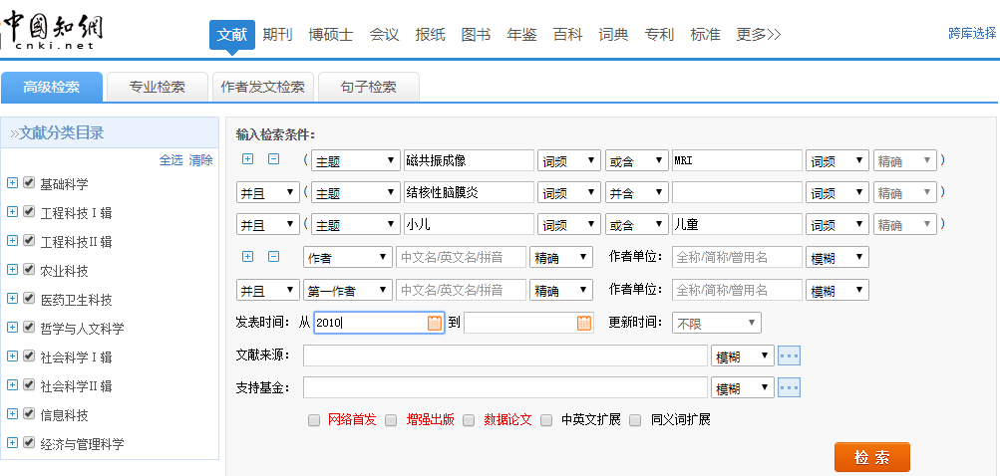 中国知网
cnki.net
文献 期刊 博硕士 会议 报纸 图书 年鉴 百科 词典 专利 标准 更多>>
跨库选择
高级检索 专业检索 作者发文检索 句子检索
文献分类目录
全选 清除
基础科学
工程科技Ⅰ辑
工程科技Ⅱ辑
农业科技
医药卫生科技
哲学与人文科学
社会科学Ⅰ辑
社会科学Ⅱ辑
信息科技
经济与管理科学
输入检索条件：
( 主题 磁共振成像 词频 或含 MRI 词频 精确 )
并且 ( 主题 结核性脑膜炎 词频 并含 词频 精确 )
并且 ( 主题 小儿 词频 或含 儿童 词频 精确 )
作者 中文名/英文名/拼音 精确 作者单位： 全称/简称/曾用名 模糊
并且 第一作者 中文名/英文名/拼音 精确 作者单位： 全称/简称/曾用名 模糊
发表时间： 从 2010 到 更新时间： 不限
文献来源： 模糊 ...
支持基金： 模糊 ...
网络首发 增强出版 数据论文 中英文扩展 同义词扩展
检 索